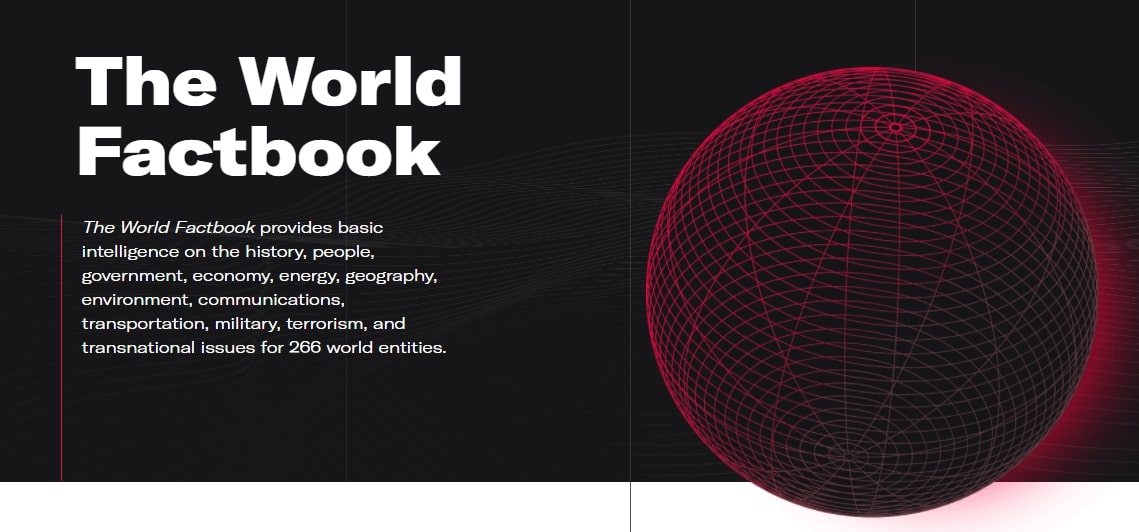 The World
Factbook
The World Factbook provides basic
intelligence on the history, people,
government, economy, energy, geography,
environment, communications,
transportation, military, terrorism, and
transnational issues for 266 world entities.